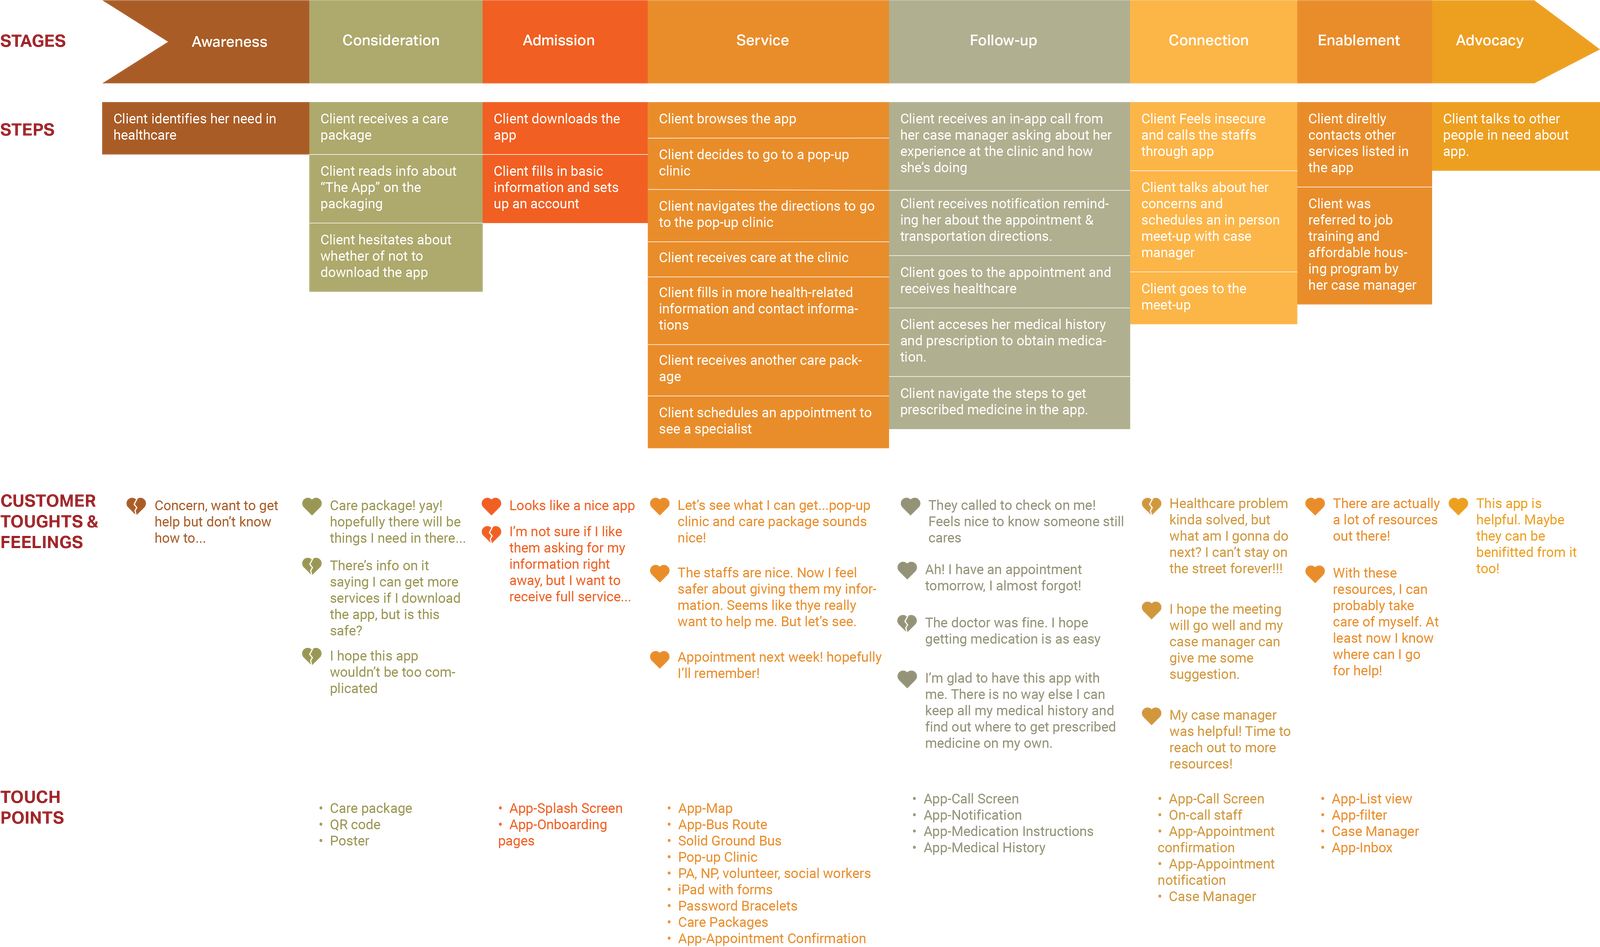 STAGES
Awareness
Consideration
Admission
Service
Follow-up
Connection
Enablement
Advocacy
STEPS
Client identifies her need in
healthcare
Client receives a care
package
Client reads info about
“The App” on the
packaging
Client hesitates about
whether of not to
download the app
Client downloads the
app
Client fills in basic
information and sets
up an account
Client browses the app
Client decides to go to a pop-up
clinic
Client navigates the directions to go
to the pop-up clinic
Client receives care at the clinic
Client fills in more health-related
information and contact informa-
tions
Client receives another care pack-
age
Client schedules an appointment to
see a specialist
Client receives an in-app call from
her case manager asking about her
experience at the clinic and how
she’s doing
Client receives notification remind-
ing her about the appointment &
transportation directions.
Client goes to the appointment and
receives healthcare
Client acceses her medical history
and prescription to obtain medica-
tion.
Client navigate the steps to get
prescribed medicine in the app.
Client Feels insecure
and calls the staffs
through app
Client talks about her
concerns and
schedules an in person
meet-up with case
manager
Client goes to the
meet-up
Client direltly
contacts other
services listed in
the app
Client was
referred to job
training and
affordable hous-
ing program by
her case manager
Client talks to other
people in need about
app.
CUSTOMER
TOUGHTS &
FEELINGS
Concern, want to get
help but don’t know
how to...
Care package! yay!
hopefully there will be
things I need in there...
There’s info on it
saying I can get more
services if I download
the app, but is this
safe?
I hope this app
wouldn’t be too com-
plicated
Looks like a nice app
I’m not sure if I like
them asking for my
information right
away, but I want to
receive full service...
Let’s see what I can get...pop-up
clinic and care package sounds
nice!
The staffs are nice. Now I feel
safer about giving them my infor-
mation. Seems like thye really
want to help me. But let’s see.
Appointment next week! hopefully
I’ll remember!
They called to check on me!
Feels nice to know someone still
cares
Ah! I have an appointment
tomorrow, I almost forgot!
The doctor was fine. I hope
getting medication is as easy
I’m glad to have this app with
me. There is no way else I can
keep all my medical history and
find out where to get prescribed
medicine on my own.
Healthcare problem
kinda solved, but
what am I gonna do
next? I can’t stay on
the street forever!!!
I hope the meeting
will go well and my
case manager can
give me some
suggestion.
My case manager
was helpful! Time to
reach out to more
resources!
There are actually
a lot of resources
out there!
With these
resources, I can
probably take
care of myself. At
least now I know
where can I go
for help!
This app is
helpful. Maybe
they can be
benifitted from it
too!
TOUCH
POINTS
• Care package
• QR code
• Poster
• App-Splash Screen
• App-Onboarding
pages
• App-Map
• App-Bus Route
• Solid Ground Bus
• Pop-up Clinic
• PA, NP, volunteer, social workers
• iPad with forms
• Password Bracelets
• Care Packages
• App-Appointment Confirmation
• App-Call Screen
• App-Notification
• App-Medication Instructions
• App-Medical History
• App-Call Screen
• On-call staff
• App-Appointment
confirmation
• App-Appointment
notification
• Case Manager
• App-List view
• App-filter
• Case Manager
• App-Inbox